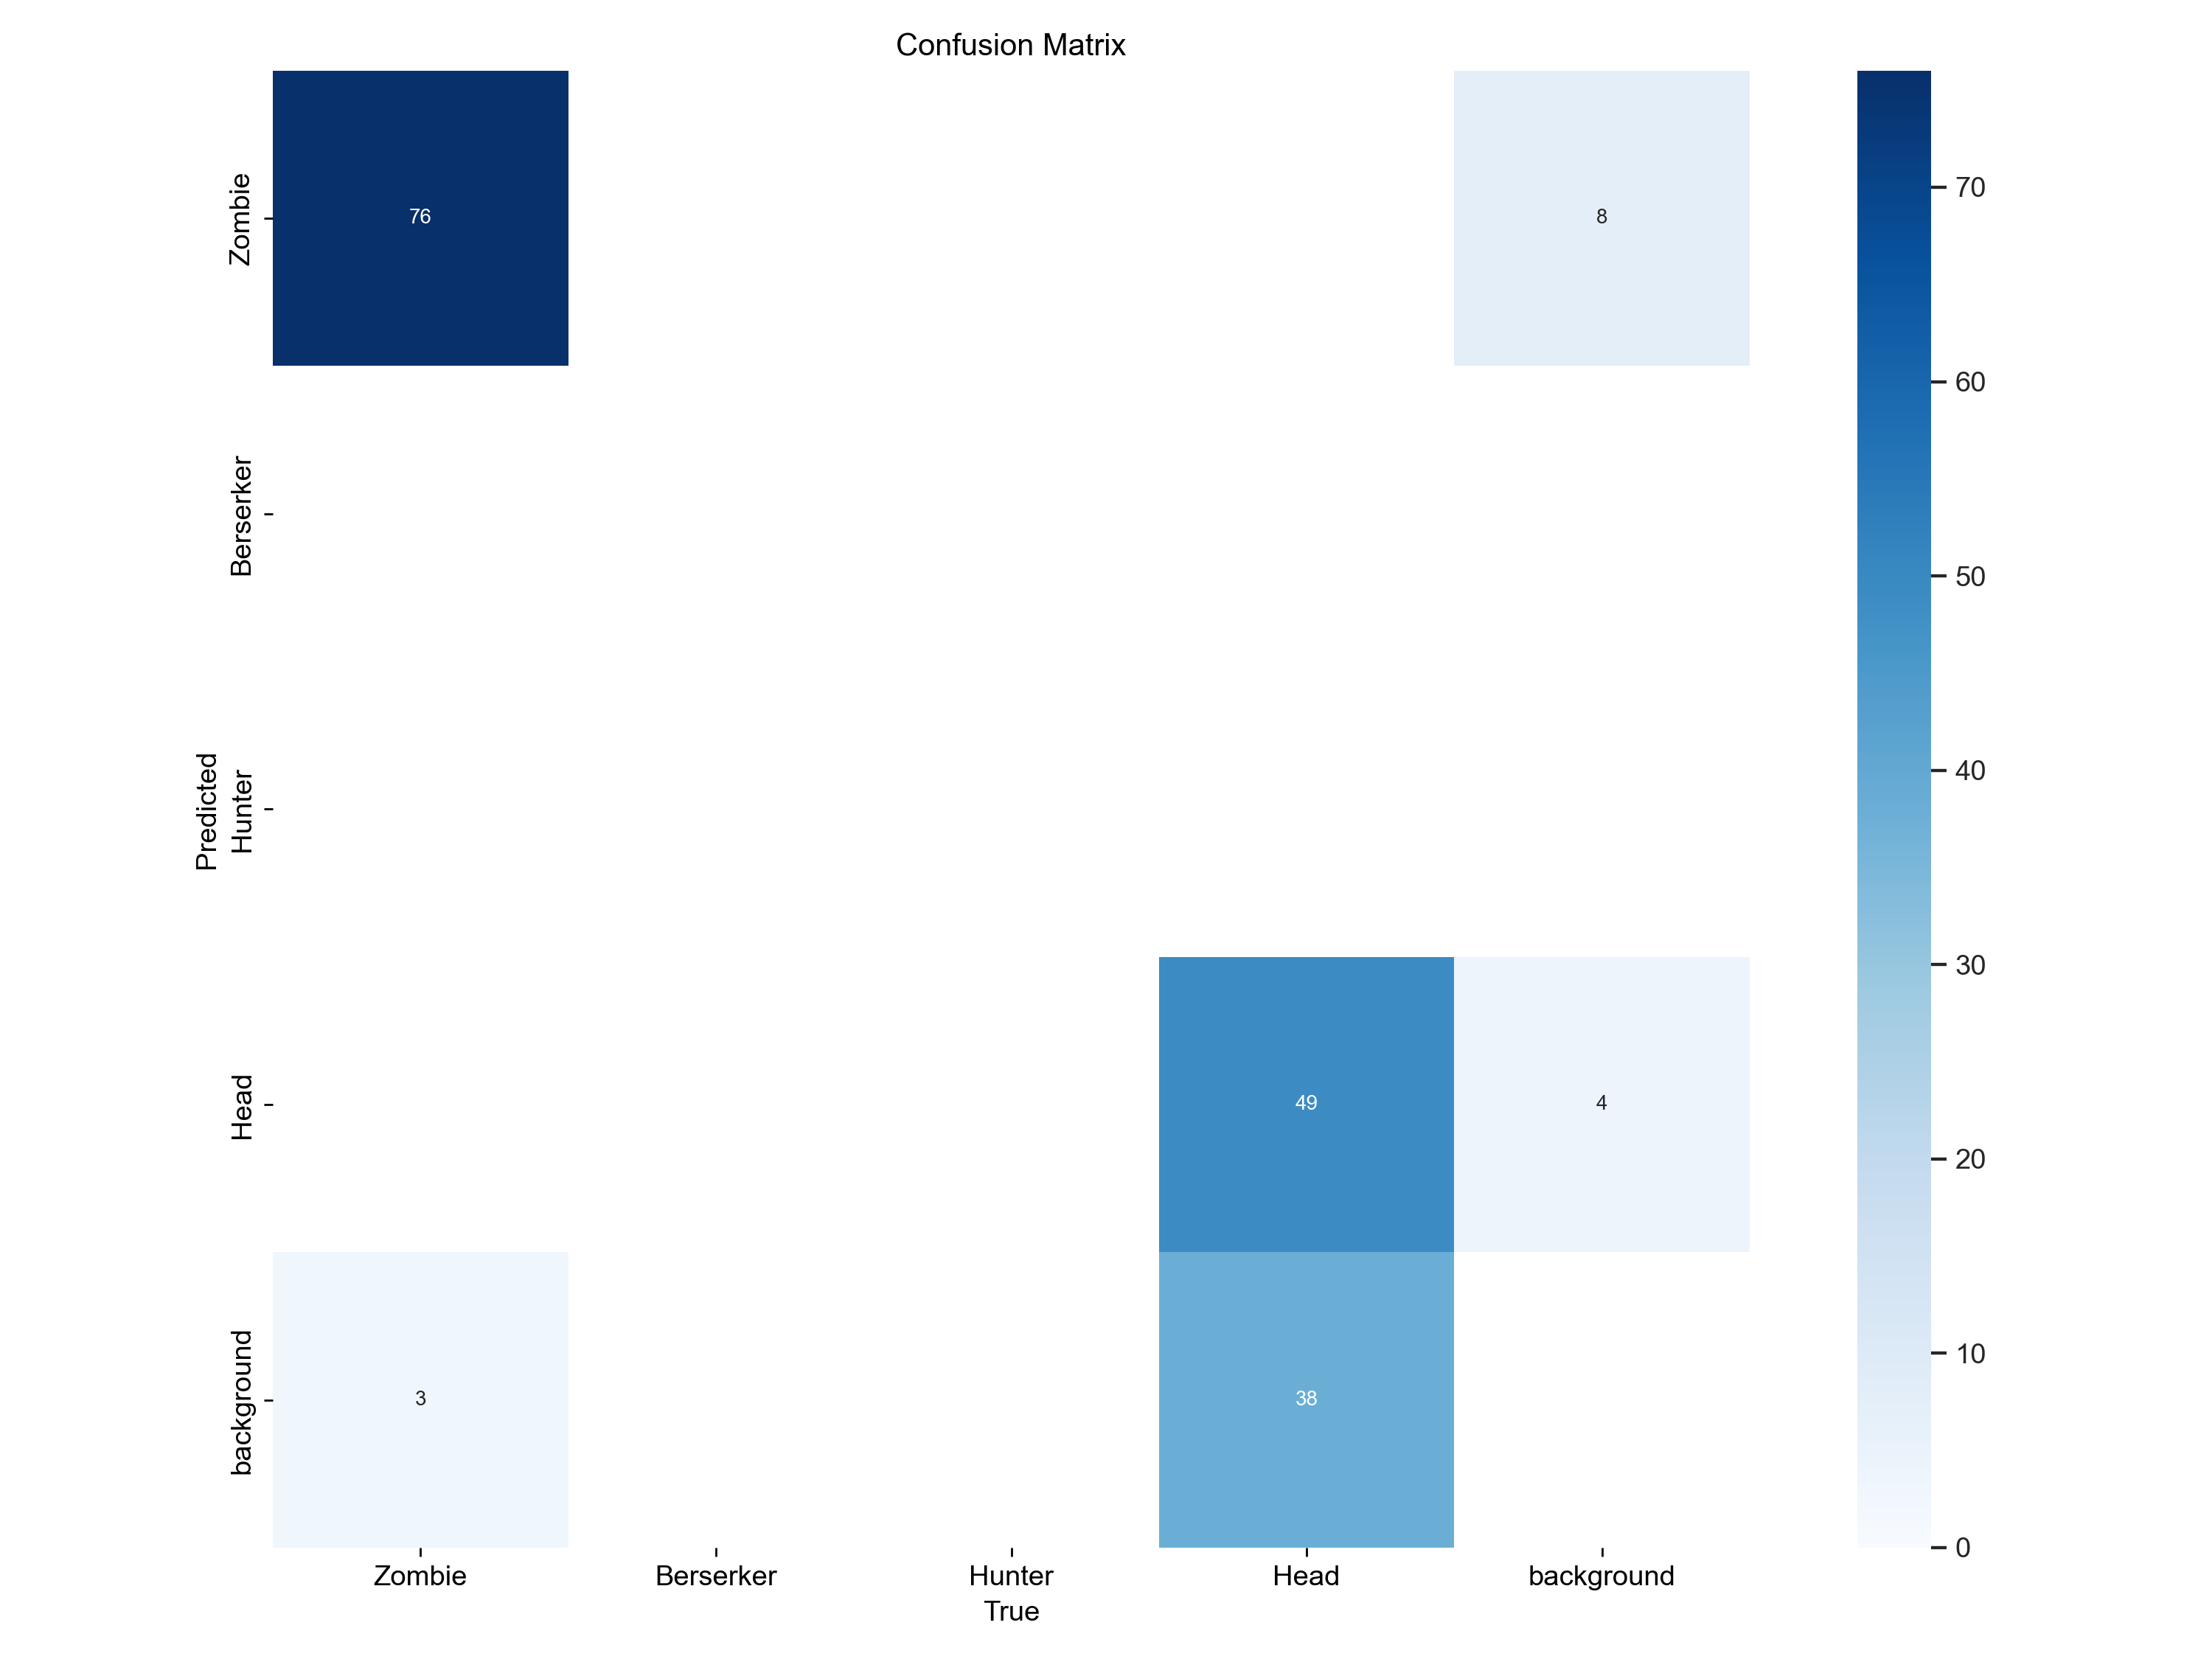 Confusion Matrix
Predicted
Zombie
76
8
Berserker
Hunter
Head
49
4
background
3
38
Zombie
Berserker
Hunter
Head
background
True
70
60
50
40
30
20
10
0